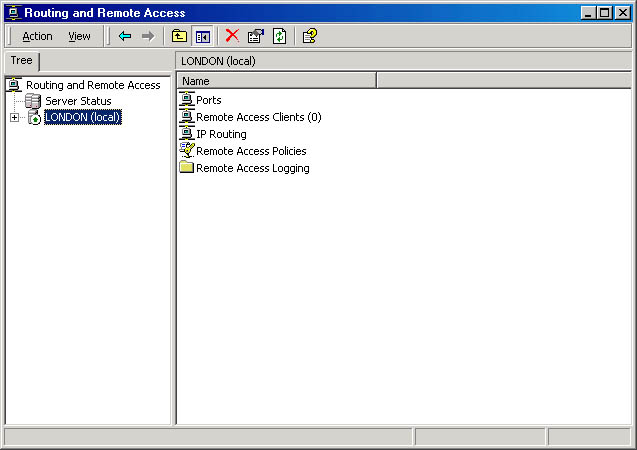 Routing and Remote Access
Action View
Tree
LONDON (local)
Routing and Remote Access
Server Status
LONDON (local)
Name
Ports
Remote Access Clients (0)
IP Routing
Remote Access Policies
Remote Access Logging